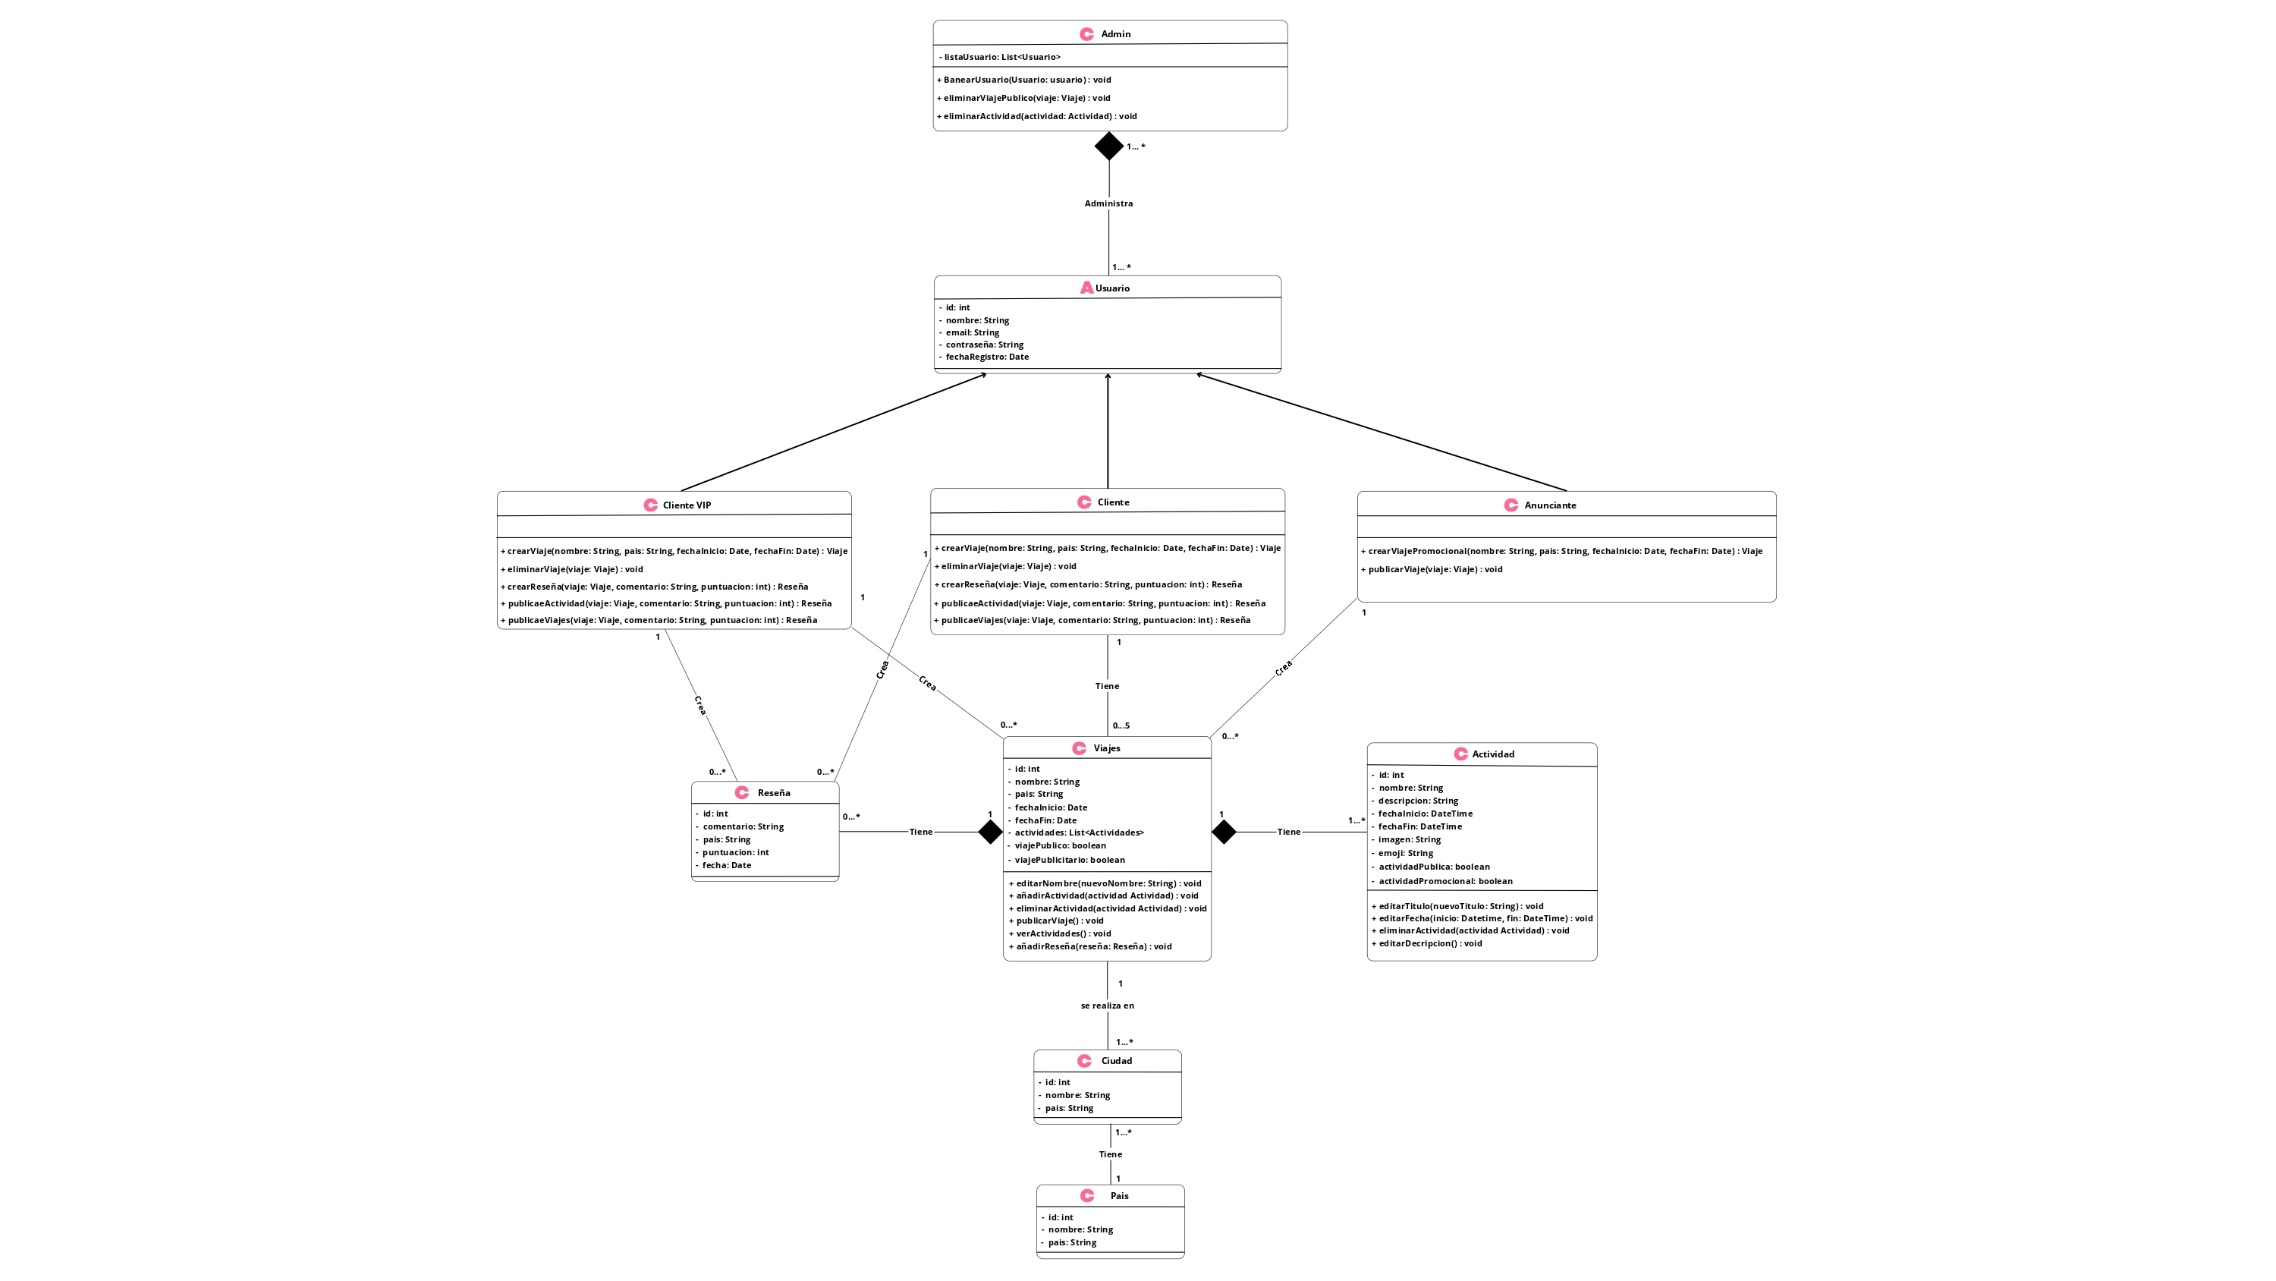 Admin
- listaUsuario: List<Usuario>
+ BanearUsuario(Usuario: usuario) : void
+ eliminarViajePublico(viaje: Viaje) : void
+ eliminarActividad(actividad: Actividad) : void
1... *
Administra
1... *
A Usuario
- id: int
- nombre: String
- email: String
- contraseña: String
- fechaRegistro: Date
C Cliente VIP
+ crearViaje(nombre: String, pais: String, fechaInicio: Date, fechaFin: Date) : Viaje
+ eliminarViaje(viaje: Viaje) : void
+ crearReseña(viaje: Viaje, comentario: String, puntuacion: int) : Reseña
+ publicaeActividad(viaje: Viaje, comentario: String, puntuacion: int) : Reseña
+ publicaeViajes(viaje: Viaje, comentario: String, puntuacion: int) : Reseña
C Cliente
+ crearViaje(nombre: String, pais: String, fechaInicio: Date, fechaFin: Date) : Viaje
+ eliminarViaje(viaje: Viaje) : void
+ crearReseña(viaje: Viaje, comentario: String, puntuacion: int) : Reseña
+ publicaeActividad(viaje: Viaje, comentario: String, puntuacion: int) : Reseña
+ publicaeViajes(viaje: Viaje, comentario: String, puntuacion: int) : Reseña
C Anunciante
+ crearViajePromocional(nombre: String, pais: String, fechaInicio: Date, fechaFin: Date) : Viaje
+ publicarViaje(viaje: Viaje) : void
1
Crea
0...*
1
Crea
0...*
1
Crea
0...*
1
Tiene
0...5
1
Crea
0...*
C Reseña
- id: int
- comentario: String
- pais: String
- puntuacion: int
- fecha: Date
0...*
Tiene
1
C Viajes
- id: int
- nombre: String
- pais: String
- fechaInicio: Date
- fechaFin: Date
- actividades: List<Actividades>
- viajePublico: boolean
- viajePublicitario: boolean
+ editarNombre(nuevoNombre: String) : void
+ añadirActividad(actividad Actividad) : void
+ eliminarActividad(actividad Actividad) : void
+ publicarViaje() : void
+ verActividades() : void
+ añadirReseña(reseña: Reseña) : void
1
Tiene
1...*
C Actividad
- id: int
- nombre: String
- descripcion: String
- fechaInicio: DateTime
- fechaFin: DateTime
- imagen: String
- emoji: String
- actividadPublica: boolean
- actividadPromocional: boolean
+ editarTitulo(nuevoTitulo: String) : void
+ editarFecha(inicio: Datetime, fin: DateTime) : void
+ eliminarActividad(actividad Actividad) : void
+ editarDecripcion() : void
1
se realiza en
1...*
C Ciudad
- id: int
- nombre: String
- pais: String
1...*
Tiene
1
C Pais
- id: int
- nombre: String
- pais: String